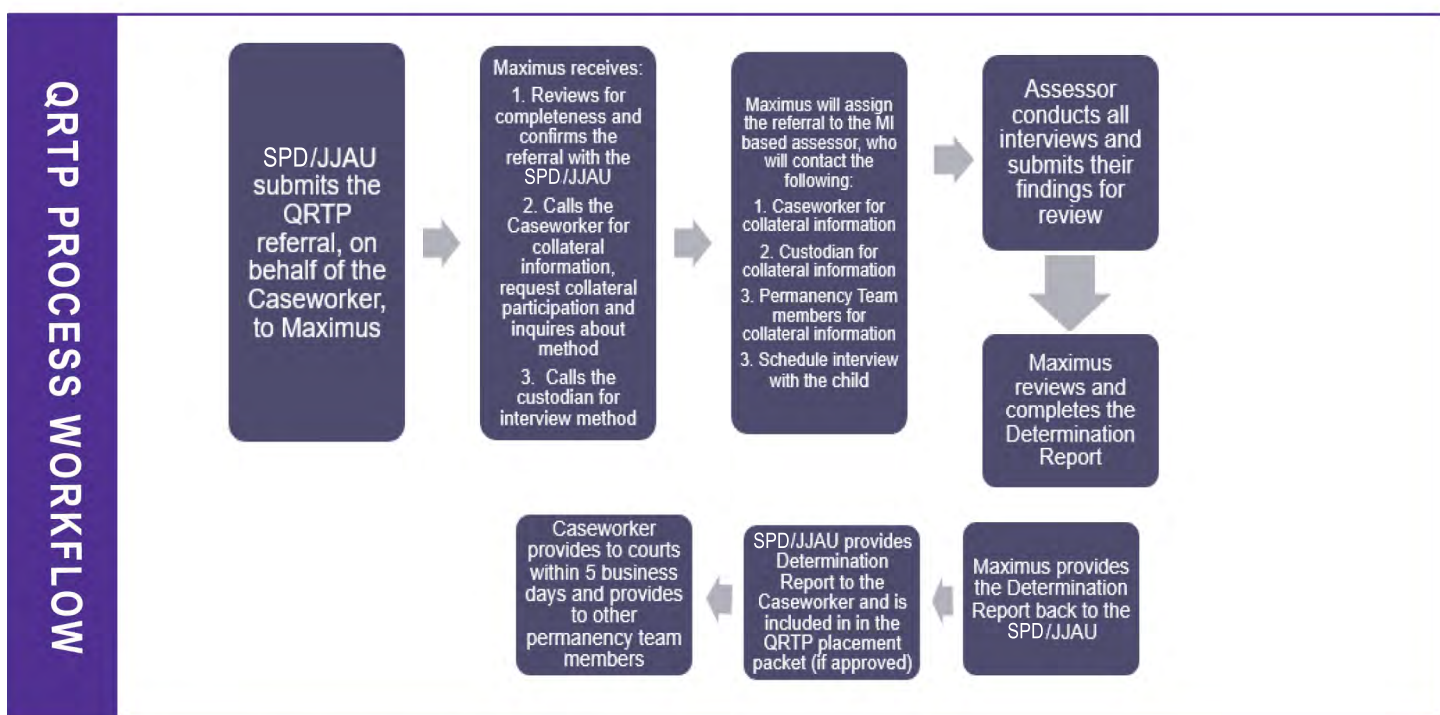 QRTP PROCESS WORKFLOW
SPD/JJAU
submits the
QRTP
referral, on
behalf of the
Caseworker,
to Maximus
Maximus receives:
1. Reviews for
completeness and
confirms the
referral with the
SPD/JJAU
2. Calls the
Caseworker for
collateral
information,
request collateral
participation and
inquires about
method
3. Calls the
custodian for
interview method
Maximus will assign
the referral to the MI
based assessor, who
will contact the
following:
1. Caseworker for
collateral information
2. Custodian for
collateral information
3. Permanency Team
members for
collateral information
3. Schedule interview
with the child
Assessor
conducts all
interviews and
submits their
findings for
review
Maximus
reviews and
completes the
Determination
Report
Maximus provides
the Determination
Report back to the
SPD/JJAU
SPD/JJAU provides
Determination
Report to the
Caseworker and is
included in in the
QRTP placement
packet (if approved)
Caseworker
provides to courts
within 5 business
days and provides
to other
permanency team
members